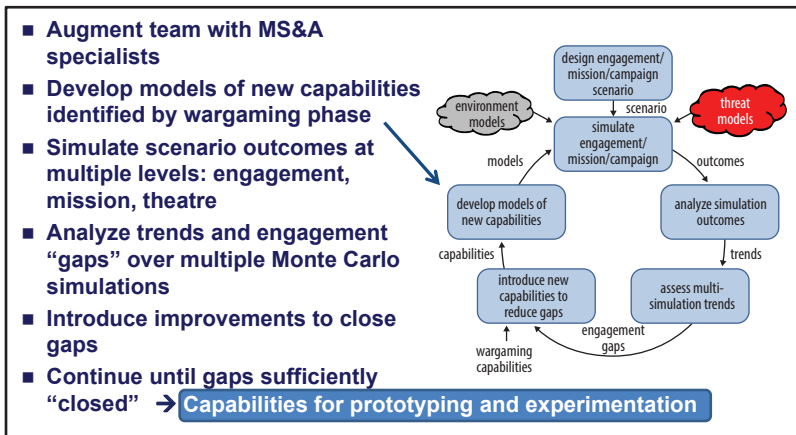 ▪ Augment team with MS&A
specialists
▪ Develop models of new capabilities
identified by wargaming phase
▪ Simulate scenario outcomes at
multiple levels: engagement,
mission, theatre
▪ Analyze trends and engagement
“gaps” over multiple Monte Carlo
simulations
▪ Introduce improvements to close
gaps
▪ Continue until gaps sufficiently
“closed” → Capabilities for prototyping and experimentation
design engagement/
mission/campaign
scenario
scenario
environment
models
threat
models
simulate
engagement/
mission/campaign
models
outcomes
develop models of
new capabilities
analyze simulation
outcomes
capabilities
trends
introduce new
capabilities to
reduce gaps
assess multi-
simulation trends
engagement
gaps
wargaming
capabilities